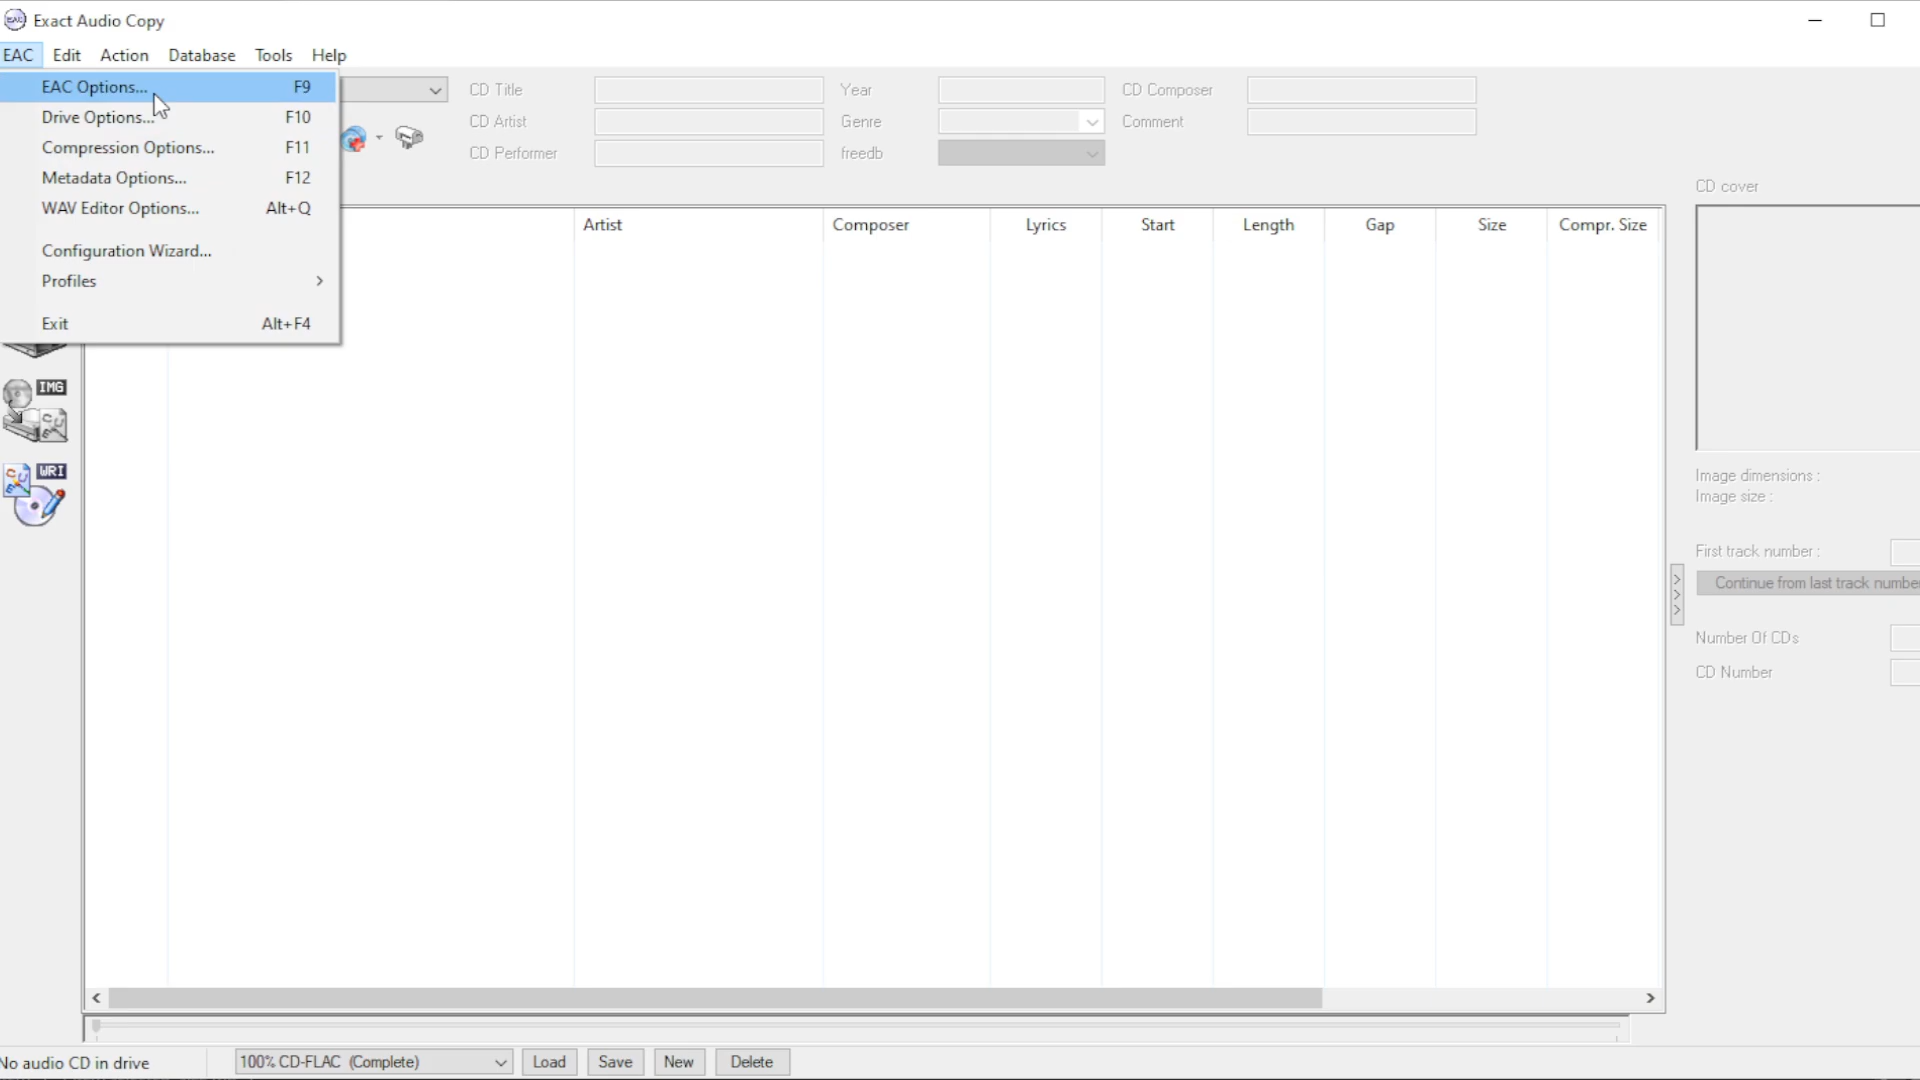 Exact Audio Copy
EAC Edit Action Database Tools Help
EAC Options... F9
Drive Options... F10
Compression Options... F11
Metadata Options... F12
WAV Editor Options... Alt+Q
Configuration Wizard...
Profiles
Exit Alt+F4
CD Title Year CD Composer
CD Artist Genre Comment
CD Performer freedb
CD cover
Artist Composer Lyrics Start Length Gap Size Compr. Size
IMG
WRI
Image dimensions :
Image size :
First track number :
Continue from last track number
Number Of CDs
CD Number
No audio CD in drive 100% CD-FLAC (Complete) Load Save New Delete